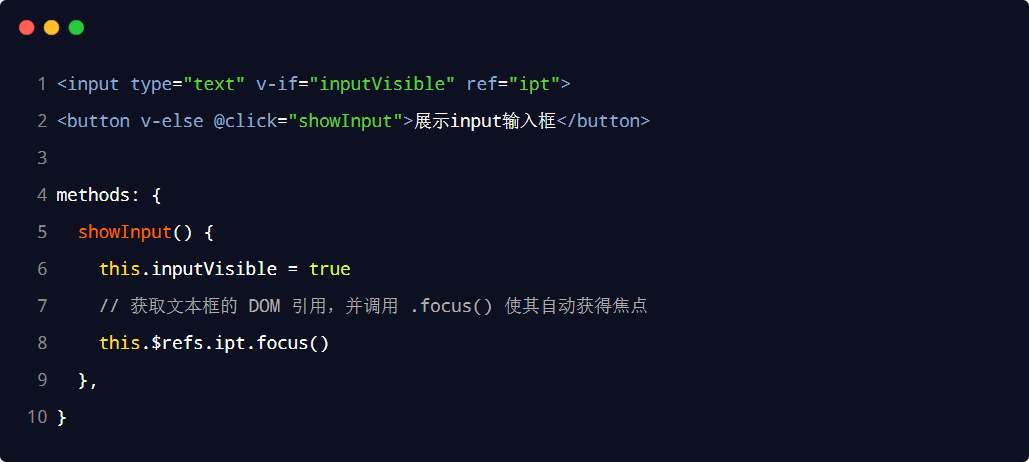 1 <input type="text" v-if="inputVisible" ref="ipt">
2 <button v-else @click="showInput">展示input输入框</button>
3
4 methods: {
5   showInput() {
6     this.inputVisible = true
7     // 获取文本框的 DOM 引用，并调用 .focus() 使其自动获得焦点
8     this.$refs.ipt.focus()
9   },
10 }